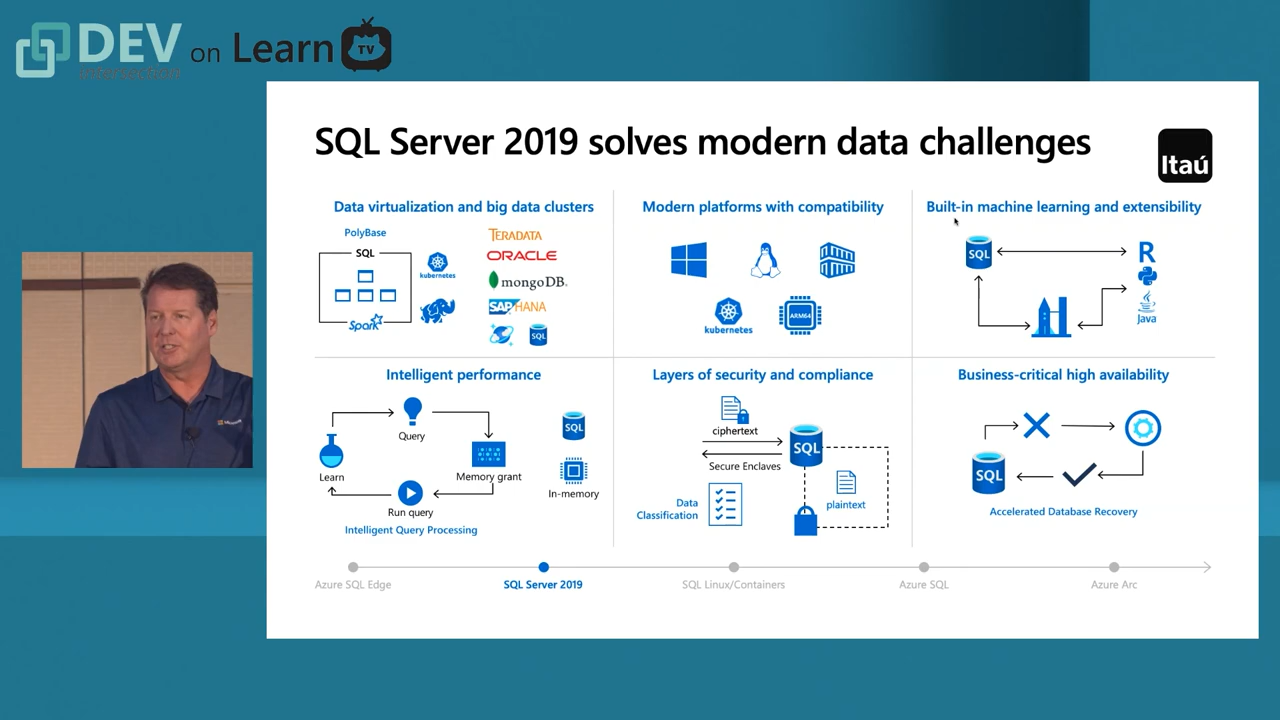 DEV on Learn TV
intersection
SQL Server 2019 solves modern data challenges
Itaú
Data virtualization and big data clusters
PolyBase
SQL
Spark
kubernetes
TERADATA
ORACLE
mongoDB.
SAP HANA
SQL
Modern platforms with compatibility
kubernetes
ARM64
Built-in machine learning and extensibility
SQL
R
Java
Intelligent performance
Query
Learn
Memory grant
Run query
Intelligent Query Processing
SQL
In-memory
Layers of security and compliance
ciphertext
Secure Enclaves
SQL
Data
Classification
plaintext
Business-critical high availability
SQL
Accelerated Database Recovery
Azure SQL Edge
SQL Server 2019
SQL Linux/Containers
Azure SQL
Azure Arc